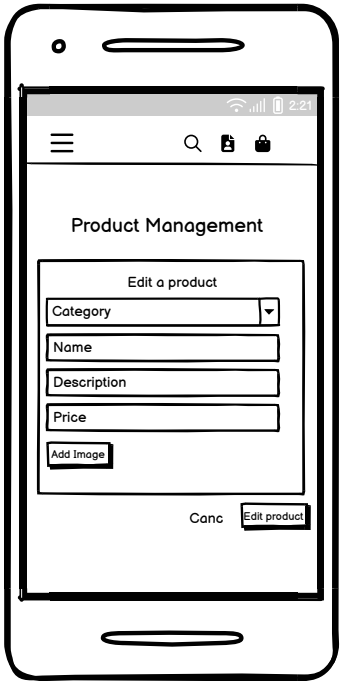 2:21
Product Management
Edit a product
Category
Name
Description
Price
Add Image
Canc
Edit product